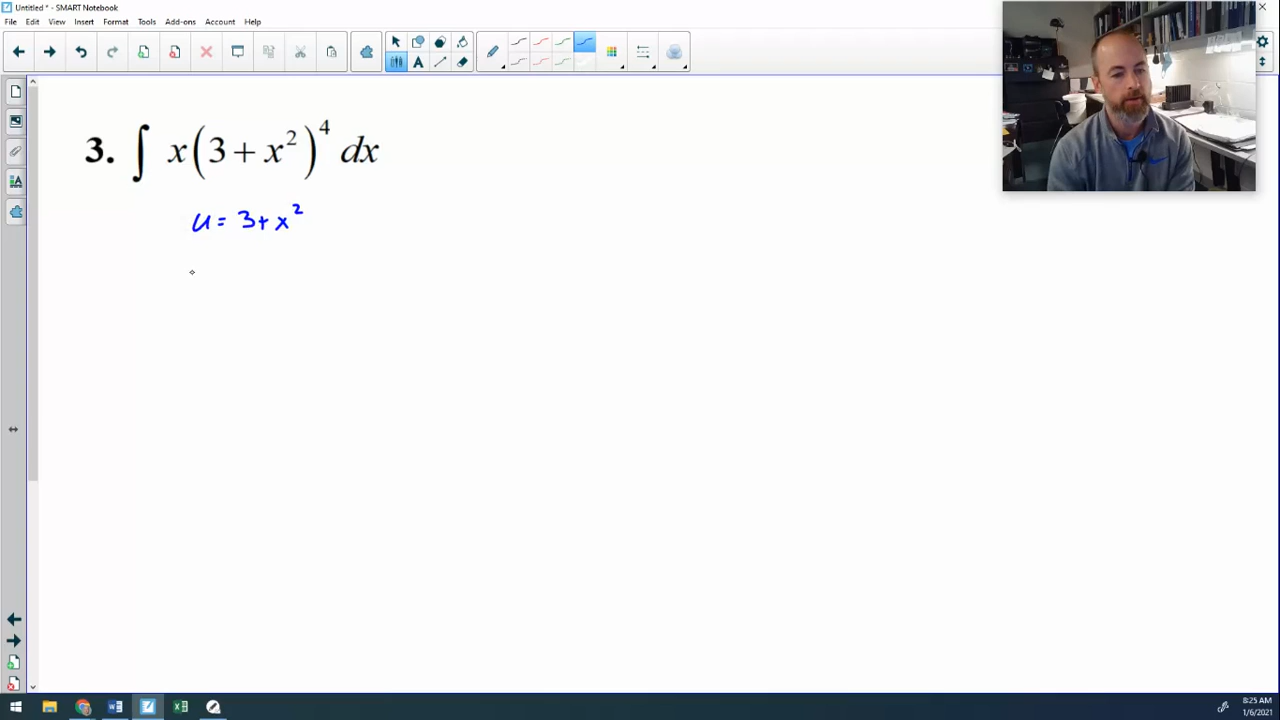 Untitled * - SMART Notebook
File Edit View Insert Format Tools Add-ons Account Help
A
3. ∫ x(3 + x²)⁴ dx
u = 3 + x²
8:25 AM
1/6/2021